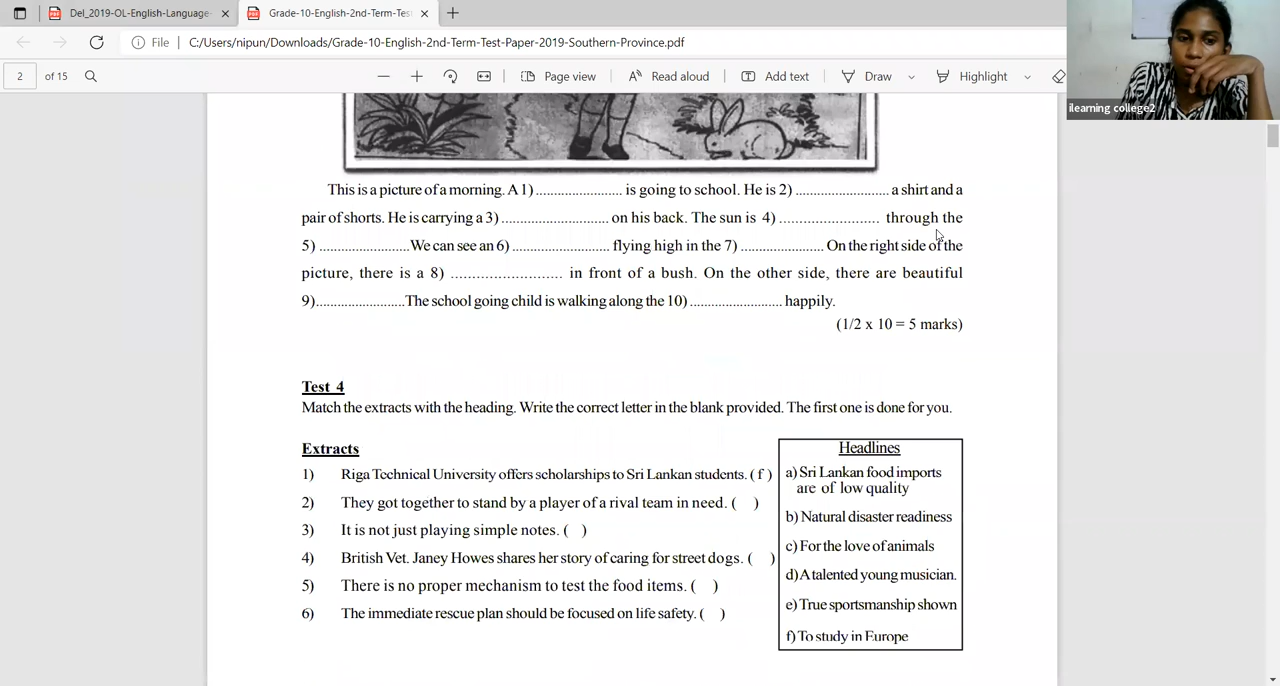 Del_2019-OL-English-Language
Grade-10-English-2nd-Term-Tes
File C:/Users/nipun/Downloads/Grade-10-English-2nd-Term-Test-Paper-2019-Southern-Province.pdf
2 of 15 Page view Read aloud Add text Draw Highlight
ilearning college2
This is a picture of a morning. A 1) ...................... is going to school. He is 2) ........................ a shirt and a
pair of shorts. He is carrying a 3) ........................... on his back. The sun is 4) ......................... through the
5) .......................We can see an 6) ......................... flying high in the 7) ..................... On the right side of the
picture, there is a 8) ......................... in front of a bush. On the other side, there are beautiful
9).......................The school going child is walking along the 10) ....................... happily.
(1/2 x 10 = 5 marks)
Test 4
Match the extracts with the heading. Write the correct letter in the blank provided. The first one is done for you.
Extracts
1) Riga Technical University offers scholarships to Sri Lankan students. ( f )
2) They got together to stand by a player of a rival team in need. ( )
3) It is not just playing simple notes. ( )
4) British Vet. Janey Howes shares her story of caring for street dogs. ( )
5) There is no proper mechanism to test the food items. ( )
6) The immediate rescue plan should be focused on life safety. ( )
Headlines
a) Sri Lankan food imports
are of low quality
b) Natural disaster readiness
c) For the love of animals
d) A talented young musician.
e) True sportsmanship shown
f) To study in Europe